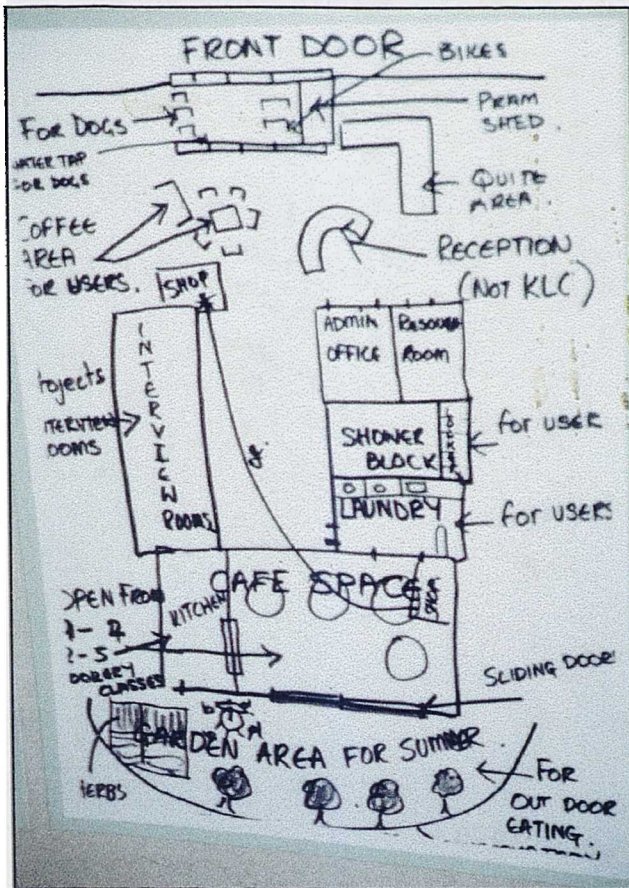 FRONT DOOR
BIKES
PRAM
SHED
FOR DOGS
WATER TAP
FOR DOGS
QUITE
AREA.
COFFEE
AREA
FOR USERS.
SHOP
RECEPTION
(NOT KLC)
ADMIN
OFFICE
ROOM
INTERVIEW
ROOMS
SHOWER
BLOCK
for USER
LAUNDRY
for USERS
CAFE SPACE
KITCHEN
OPEN FROM
2-5
CLASSES
SLIDING DOOR
GARDEN AREA FOR SUMMER.
HERBS
FOR
OUT DOOR
EATING.